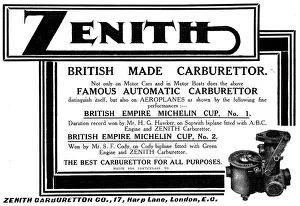 ZENITH
BRITISH MADE CARBURETTOR.
Not only on Motor Cars and in Motor Boats does the above
FAMOUS AUTOMATIC CARBURETTOR
distinguish itself, but also on AEROPLANES as shown by the following fine
performances :—
BRITISH EMPIRE MICHELIN CUP, No. 1.
Duration record won by Mr. H. G. Hawker, on Sopwith biplane fitted with A.B.C.
Engine and ZENITH Carburettor.
BRITISH EMPIRE MICHELIN CUP, No. 2.
Won by Mr. S. F. Cody, on Cody biplane fitted with Green
Engine and ZENITH Carburettor.
THE BEST CARBURETTOR FOR ALL PURPOSES.
WRITE FOR PARTICULARS TO
ZENITH CARBURETTOR CO., 17, Harp Lane, London, E.C.